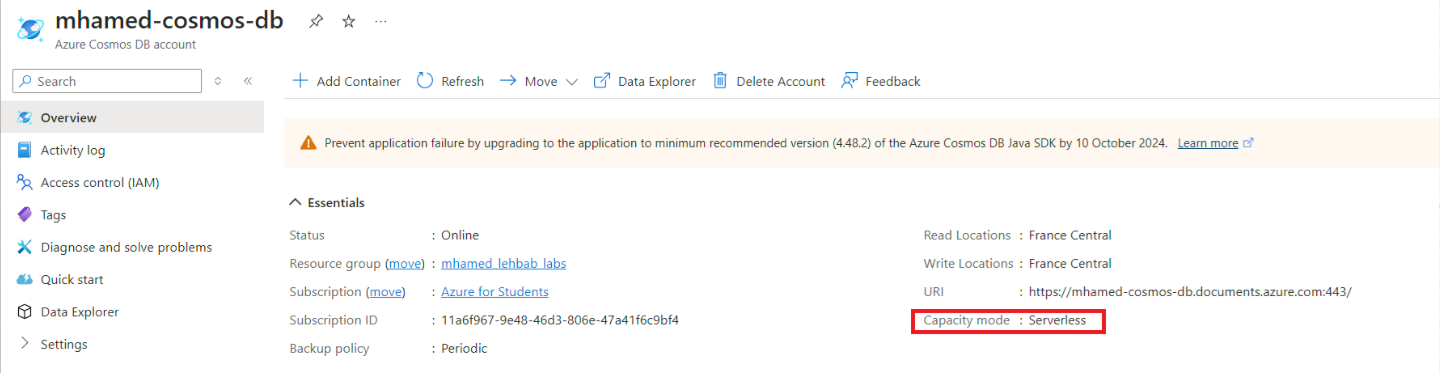 mhamed-cosmos-db
Azure Cosmos DB account
Search
Overview
Activity log
Access control (IAM)
Tags
Diagnose and solve problems
Quick start
Data Explorer
Settings
Add Container Refresh Move Data Explorer Delete Account Feedback
Prevent application failure by upgrading to the application to minimum recommended version (4.48.2) of the Azure Cosmos DB Java SDK by 10 October 2024. Learn more
Essentials
Status : Online
Resource group (move) : mhamed_lehbab_labs
Subscription (move) : Azure for Students
Subscription ID : 11a6f967-9e48-46d3-806e-47a41f6c9bf4
Backup policy : Periodic
Read Locations : France Central
Write Locations : France Central
URI : https://mhamed-cosmos-db.documents.azure.com:443/
Capacity mode : Serverless